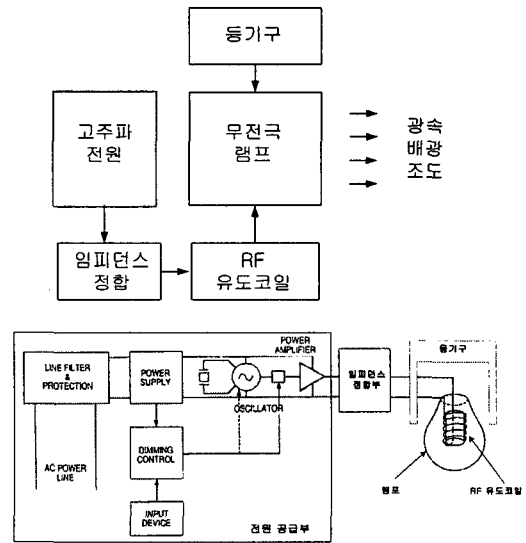 등기구
고주파
전원
무전극
램프
광속
배광
조도
임피던스
정합
RF
유도코일
POWER
AMPLIFIER
등기구
LINE FILTER
&
PROTECTION
POWER
SUPPLY
임피던스
정합부
OSCILLATOR
DIMMING
CONTROL
AC POWER
LINE
INPUT
DEVICE
전원 공급부
램프
RF 유도코일